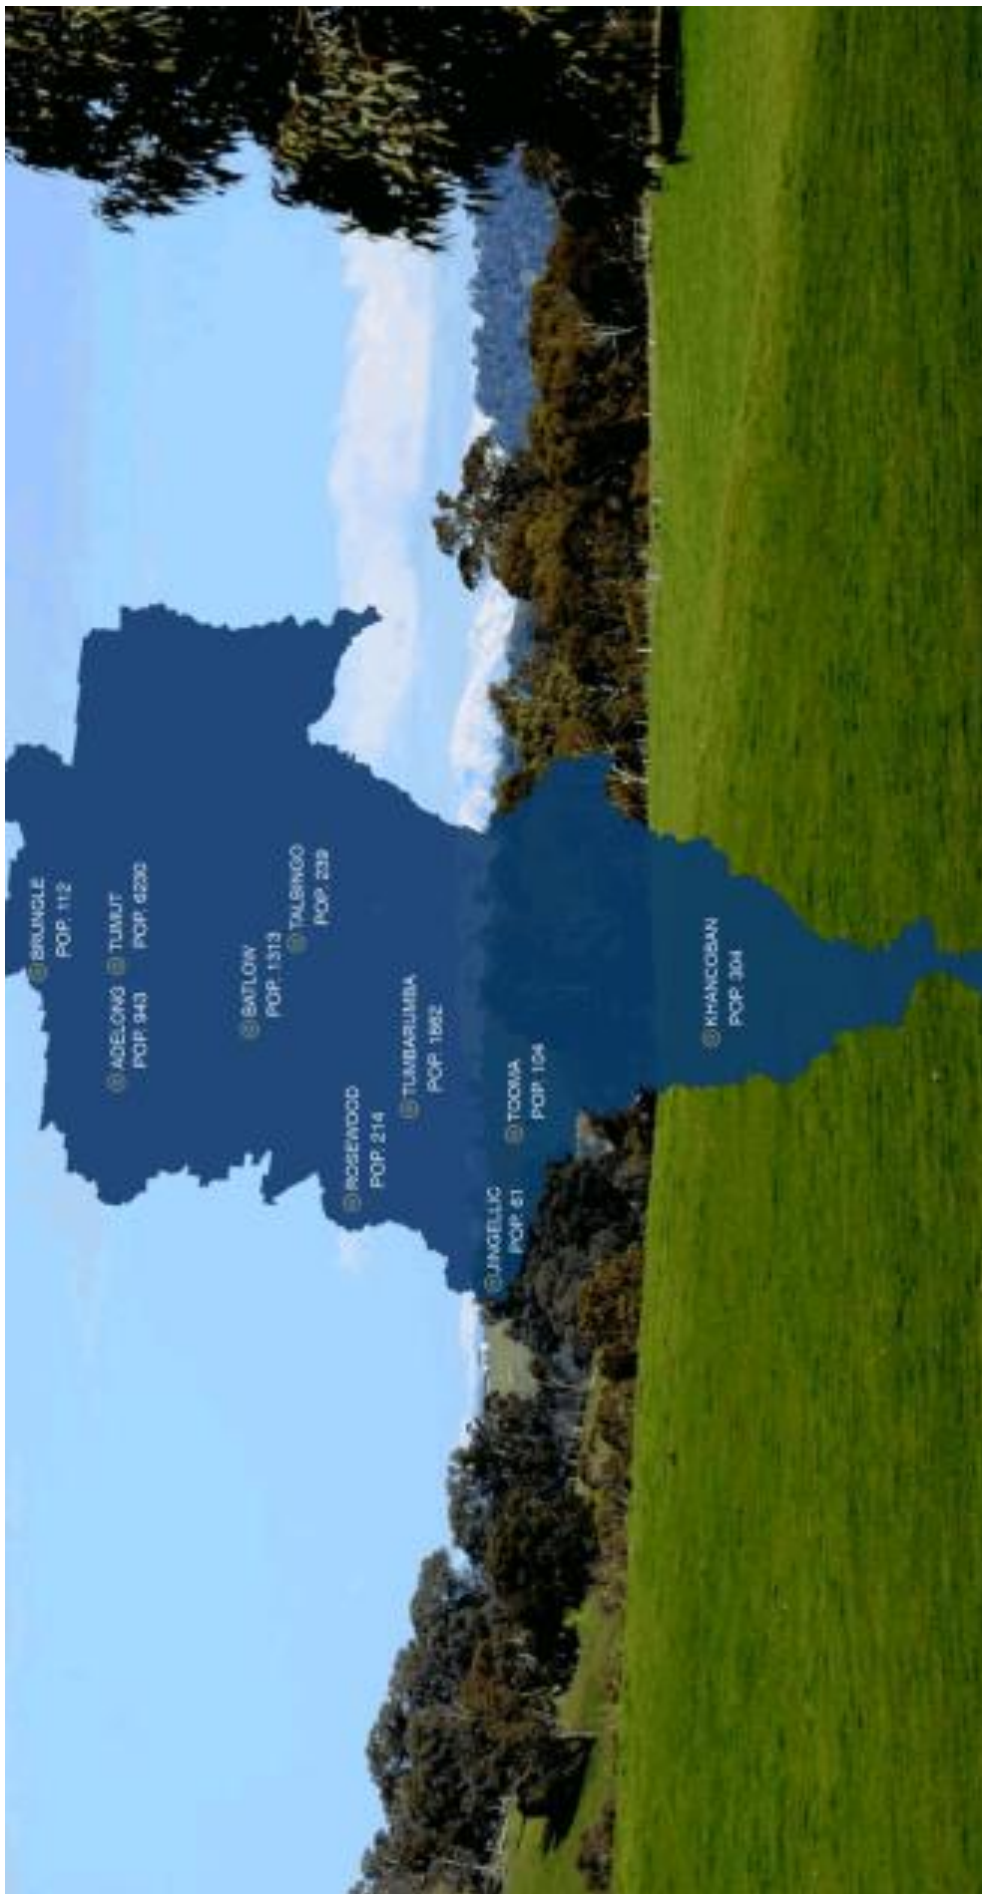 BRUNGLE
POP. 112
TUMUT
POP. 6230
ADELONG
POP. 943
TALBINGO
POP. 239
BATLOW
POP. 1313
ROSEWOOD
POP. 214
TUMBARUMBA
POP. 1862
JINGELLIC
POP. 61
TOOMA
POP. 104
KHANCOBAN
POP. 304